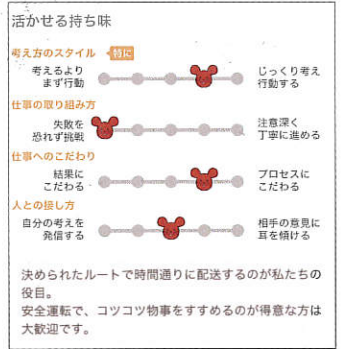 活かせる持ち味
考え方のスタイル 特に
考えるより じっくり考え
まず行動 行動する
仕事の取り組み方
失敗を 注意深く
恐れず挑戦 丁寧に進める
仕事へのこだわり
結果に プロセスに
こだわる こだわる
人との接し方
自分の考えを 相手の意見に
発信する 耳を傾ける
決められたルートで時間通りに配送するのが私たちの
役目。
安全運転で、コツコツ物事をすすめるのが得意な方は
大歓迎です。